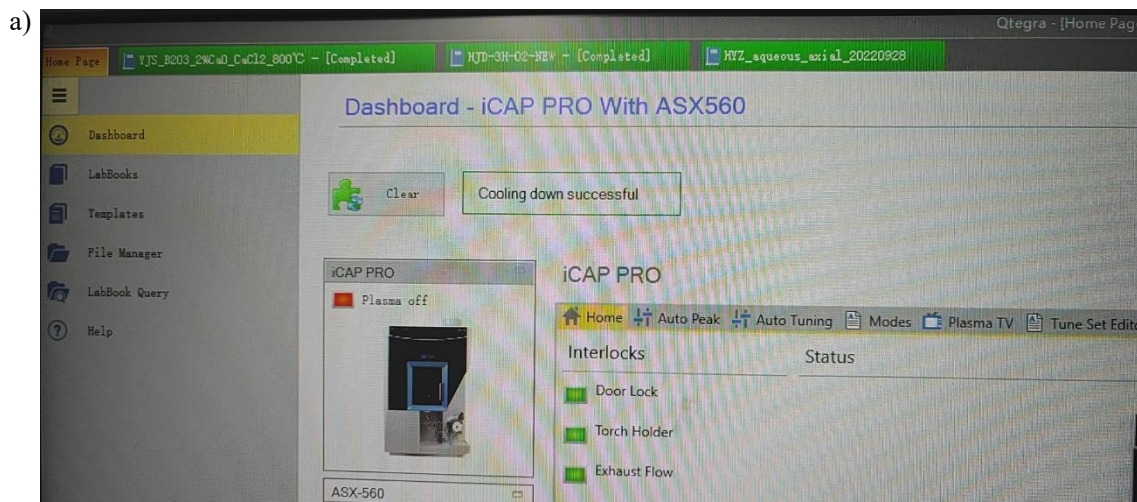 a)
Qtegra - [Home Pag
Home Page YJS_B203_2%CaO_CaCl2_800℃ - [Completed] HJD-3H-02-NEW - [Completed] HYZ_aqueous_axial_20220928
Dashboard - iCAP PRO With ASX560
Dashboard
LabBooks
Templates
File Manager
LabBook Query
Help
Clear Cooling down successful
iCAP PRO
Plasma off
ASX-560
iCAP PRO
Home Auto Peak Auto Tuning Modes Plasma TV Tune Set Edito
Interlocks Status
Door Lock
Torch Holder
Exhaust Flow